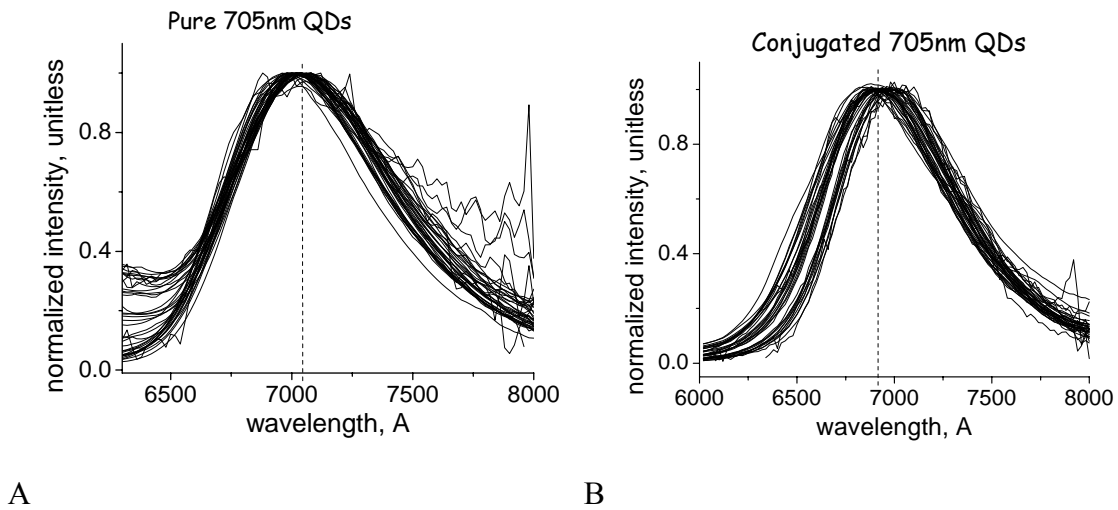 Pure 705nm QDs
normalized intensity, unitless
0.8
0.4
0.0
6500
7000
7500
8000
wavelength, A
A
Conjugated 705nm QDs
normalized intensity, unitless
0.8
0.4
0.0
6000
6500
7000
7500
8000
wavelength, A
B